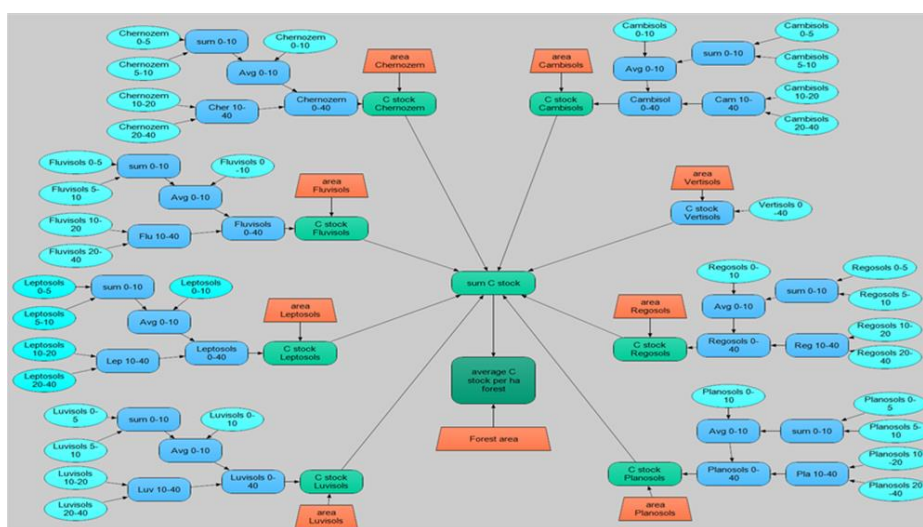 Chernozem
0-5
Chernozem
5-10
sum 0-10
Chernozem
0-10
Avg 0-10
Chernozem
10-20
Chernozem
20-40
Cher 10-
40
Chernozem
0-40
area
Chernozem
C stock
Chernozem
Cambisols
0-10
Cambisols
0-5
sum 0-10
Cambisols
5-10
Avg 0-10
area
Cambisols
C stock
Cambisols
Cambisol
0-40
Cam 10-
40
Cambisols
10-20
Cambisols
20-40
Fluvisols 0-5
Fluvisols 5-
10
sum 0-10
Fluvisols 0
-10
Avg 0-10
Fluvisols 10-
20
Fluvisols 20-
40
Flu 10-40
Fluvisols
0-40
area
Fluvisols
C stock
Fluvisols
area
Vertisols
C stock
Vertisols
Vertisols 0
-40
sum C stock
Leptosols
0-5
Leptosols
5-10
sum 0-10
Leptosols
0-10
Avg 0-10
Leptosols
10-20
Leptosols
20-40
Lep 10-40
Leptosols
0-40
area
Leptosols
C stock
Leptosols
Regosols
0-10
Regosols 0-5
sum 0-10
Regosols 5-
10
Avg 0-10
area
Regosols
C stock
Regosols
Regosols 0-
40
Reg 10-40
Regosols 10-
20
Regosols 20-
40
average C
stock per ha
forest
Forest area
Luvisols 0-
5
Luvisols 5-
10
sum 0-10
Luvisols 0-
10
Avg 0-10
Luvisols
10-20
Luvisols
20-40
Luv 10-40
Luvisols 0-
40
C stock
Luvisols
area
Luvisols
Planosols
0-10
Planosols
0-5
Planosols 5-
10
Avg 0-10
sum 0-10
C stock
Planosols
Planosols 0-
40
Pla 10-40
Planosols 10
-20
Planosols 20
-40
area
Planosols